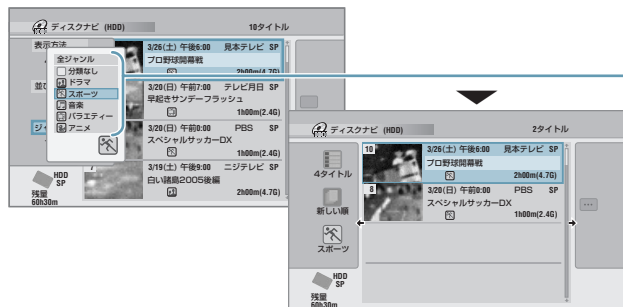 ディスクナビ (HDD) 10タイトル
表示方法
全ジャンル
分類なし
ドラマ
スポーツ
音楽
バラエティー
アニメ
3/26(土) 午後6:00 見本テレビ SP
プロ野球開幕戦
2h00m(4.7G)
3/20(日) 午前7:00 テレビ月日 SP
早起きサンデーフラッシュ
1h00m(2.4G)
3/20(日) 午前0:00 PBS SP
スペシャルサッカーDX
1h00m(2.4G)
7
3/19(土) 午後9:00 ニジテレビ SP
白い諸島2005後編
2h00m(4.7G)
HDD
SP
残量
60h30m
ディスクナビ (HDD) 2タイトル
4タイトル
新しい順
スポーツ
10
3/26(土) 午後6:00 見本テレビ SP
プロ野球開幕戦
2h00m(4.7G)
8
3/20(日) 午前0:00 PBS SP
スペシャルサッカーDX
1h00m(2.4G)
HDD
SP
残量
60h30m